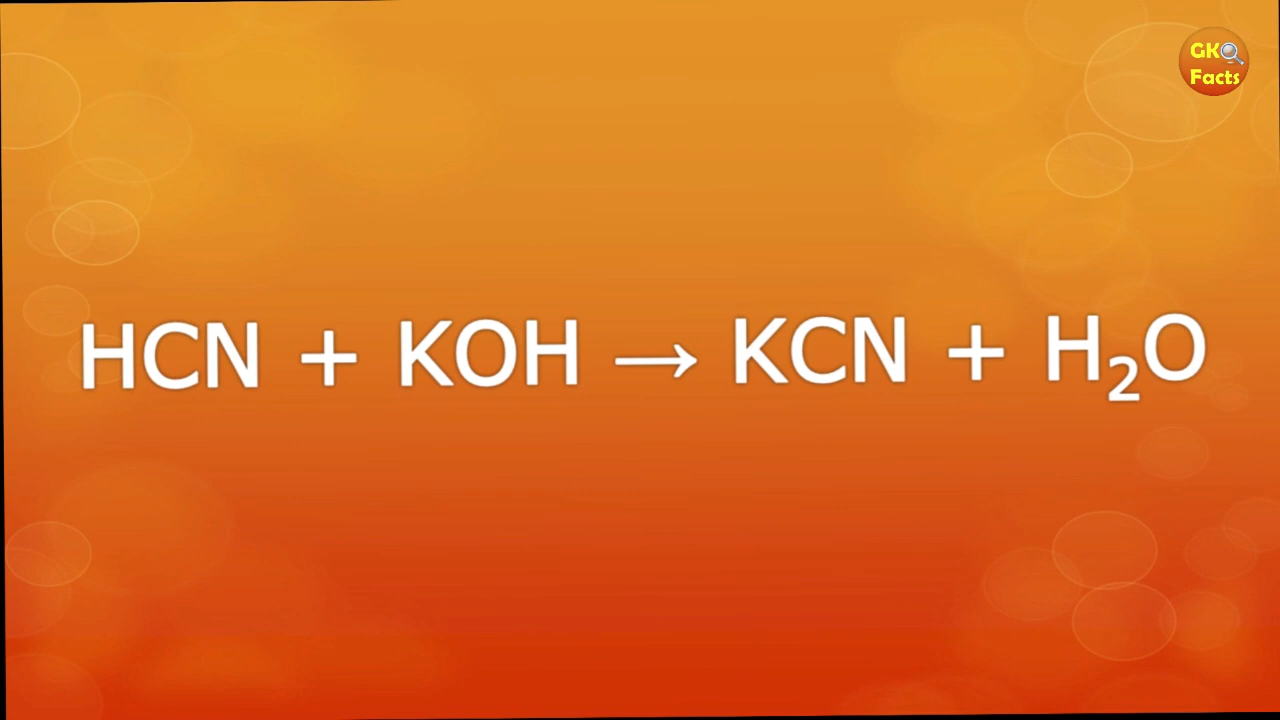 GK
Facts
HCN + KOH → KCN + H₂O